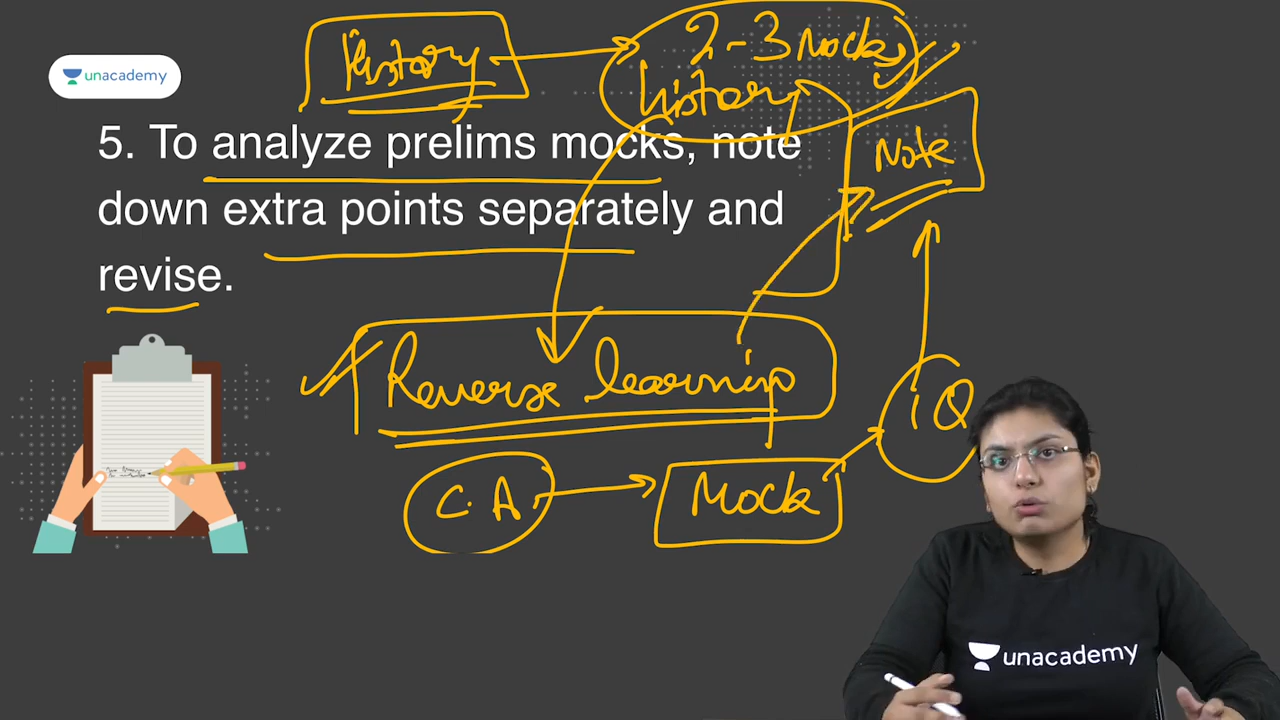 unacademy
History
2-3 Mocks
history
5. To analyze prelims mocks, note
down extra points separately and
revise.
Note
Reverse learning
C.A.
Mock
1Q
unacademy